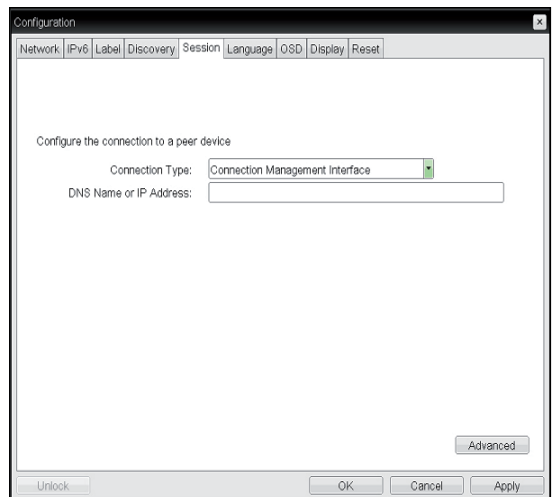 Configuration
Network IPv6 Label Discovery Session Language OSD Display Reset
Configure the connection to a peer device
Connection Type: Connection Management Interface
DNS Name or IP Address:
Advanced
Unlock OK Cancel Apply